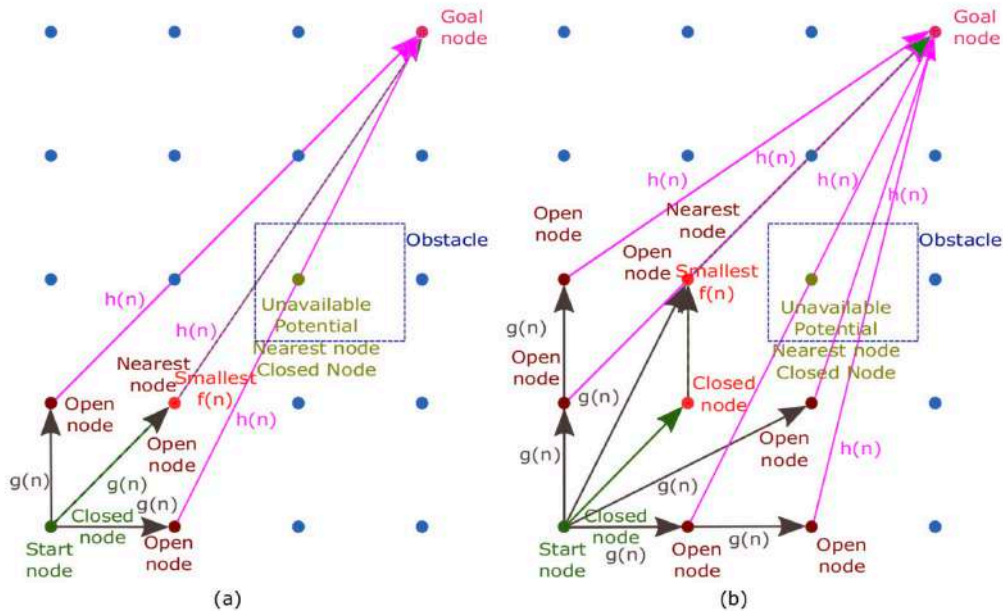 Goal
node
h(n)
Obstacle
Unavailable
Potential
Nearest node
Closed Node
h(n)
Nearest
node
Smallest
f(n)
h(n)
Open
node
Open
node
g(n)
g(n)
g(n)
Closed
node
Start
node
Open
node
(a)
Goal
node
h(n)
h(n)
h(n)
h(n)
Open
node
Nearest
node
Open
node
Smallest
f(n)
Obstacle
Unavailable
Potential
Nearest node
Closed Node
g(n)
Open
node
g(n)
Closed
node
Open
node
g(n)
g(n)
h(n)
Closed
node
Start
node
g(n)
Open
node
g(n)
Open
node
(b)